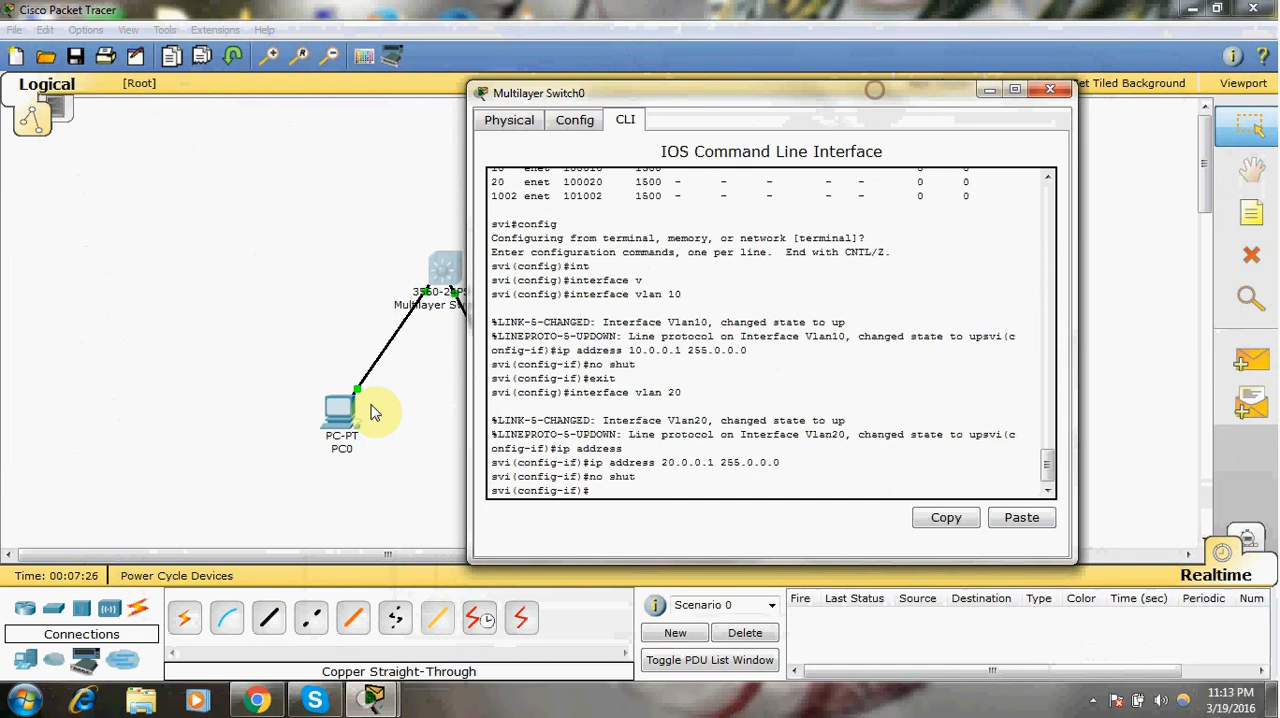 Cisco Packet Tracer
File Edit Options View Tools Extensions Help
Logical
[Root]
et Tiled Background
Viewport
Multilayer Switch0
Physical Config CLI
IOS Command Line Interface
20 enet 100020 1500 - - - - - 0 0
1002 enet 101002 1500 - - - - - 0 0
svi#config
Configuring from terminal, memory, or network [terminal]?
Enter configuration commands, one per line. End with CNTL/Z.
svi(config)#int
svi(config)#interface v
svi(config)#interface vlan 10
%LINK-5-CHANGED: Interface Vlan10, changed state to up
%LINEPROTO-5-UPDOWN: Line protocol on Interface Vlan10, changed state to upsvi(c
onfig-if)#ip address 10.0.0.1 255.0.0.0
svi(config-if)#no shut
svi(config-if)#exit
svi(config)#interface vlan 20
%LINK-5-CHANGED: Interface Vlan20, changed state to up
%LINEPROTO-5-UPDOWN: Line protocol on Interface Vlan20, changed state to upsvi(c
onfig-if)#ip address
svi(config-if)#ip address 20.0.0.1 255.0.0.0
svi(config-if)#no shut
svi(config-if)#
Copy
Paste
Multilayer Sw
PC-PT
PC0
Time: 00:07:26
Power Cycle Devices
Realtime
Connections
Copper Straight-Through
Scenario 0
New
Delete
Toggle PDU List Window
Fire Last Status Source Destination Type Color Time (sec) Periodic Num
11:13 PM
3/19/2016